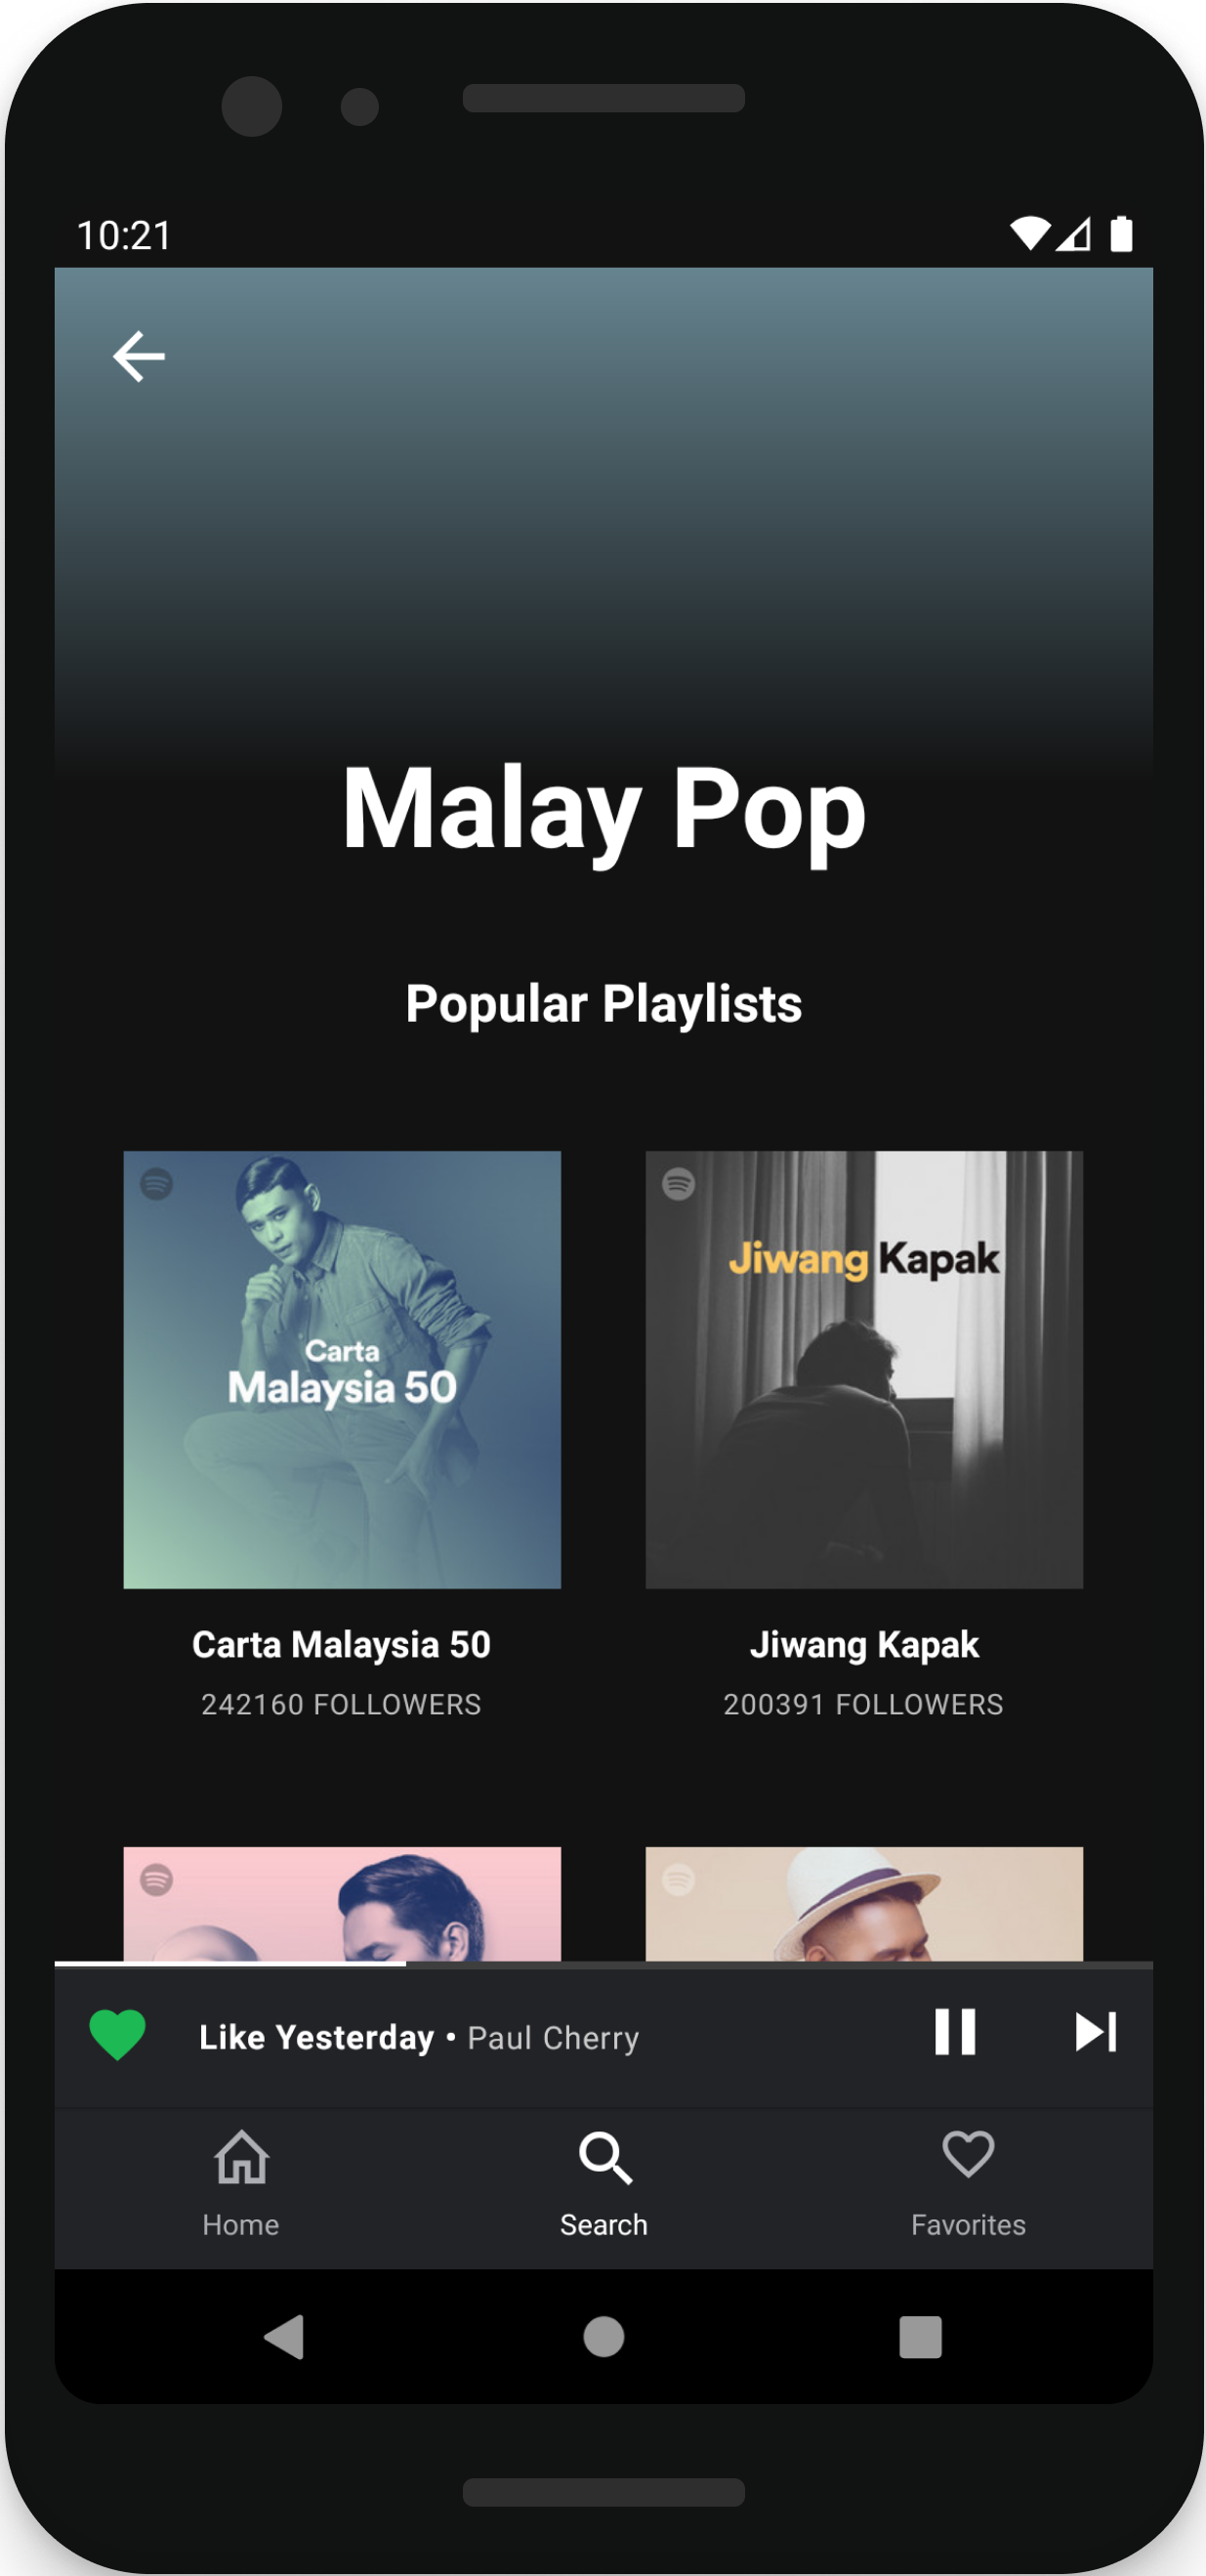 10:21
Malay Pop
Popular Playlists
Carta
Malaysia 50
Jiwang Kapak
Carta Malaysia 50
242160 FOLLOWERS
Jiwang Kapak
200391 FOLLOWERS
Like Yesterday • Paul Cherry
Home
Search
Favorites